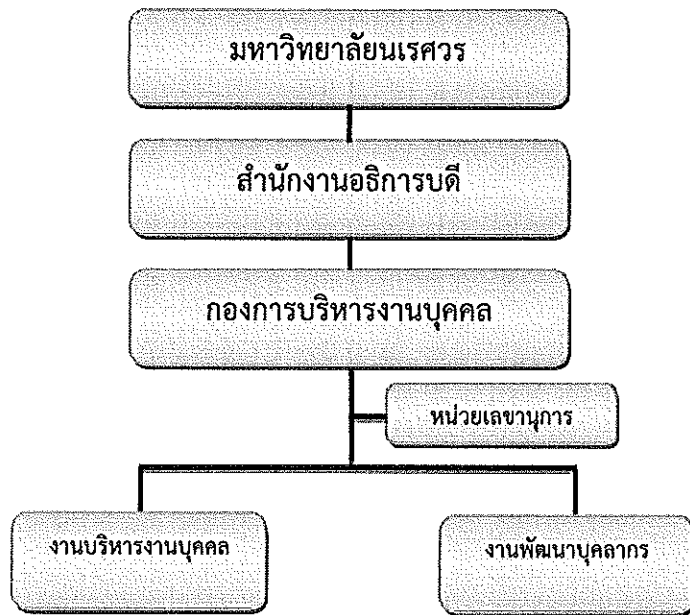 มหาวิทยาลัยนเรศวร
สำนักงานอธิการบดี
กองการบริหารงานบุคคล
หน่วยเลขานุการ
งานบริหารงานบุคคล
งานพัฒนาบุคลากร